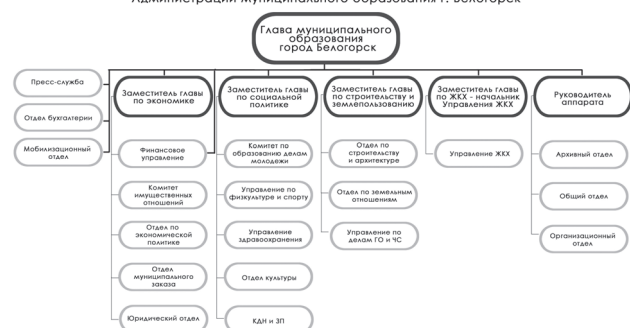 Администрации муниципального образования г. Белогорск
Глава муниципального
образования
город Белогорск
Пресс-служба
Отдел бухгалтерии
Мобилизационный
отдел
Заместитель главы
по экономике
Финансовое
управление
Комитет
имущественных
отношений
Отдел по
экономической
политике
Отдел
муниципального
заказа
Юридический отдел
Заместитель главы
по социальной
политике
Комитет по
образованию делам
молодежи
Управление по
физкультуре и спорту
Управление
здравоохранения
Отдел культуры
КДН и ЗП
Заместитель главы
по строительству и
землепользованию
Отдел по
строительству
и архитектуре
Отдел по земельным
отношениям
Управление по
делам ГО и ЧС
Заместитель главы
по ЖКХ - начальник
Управления ЖКХ
Управление ЖКХ
Руководитель
аппарата
Архивный отдел
Общий отдел
Организационный
отдел